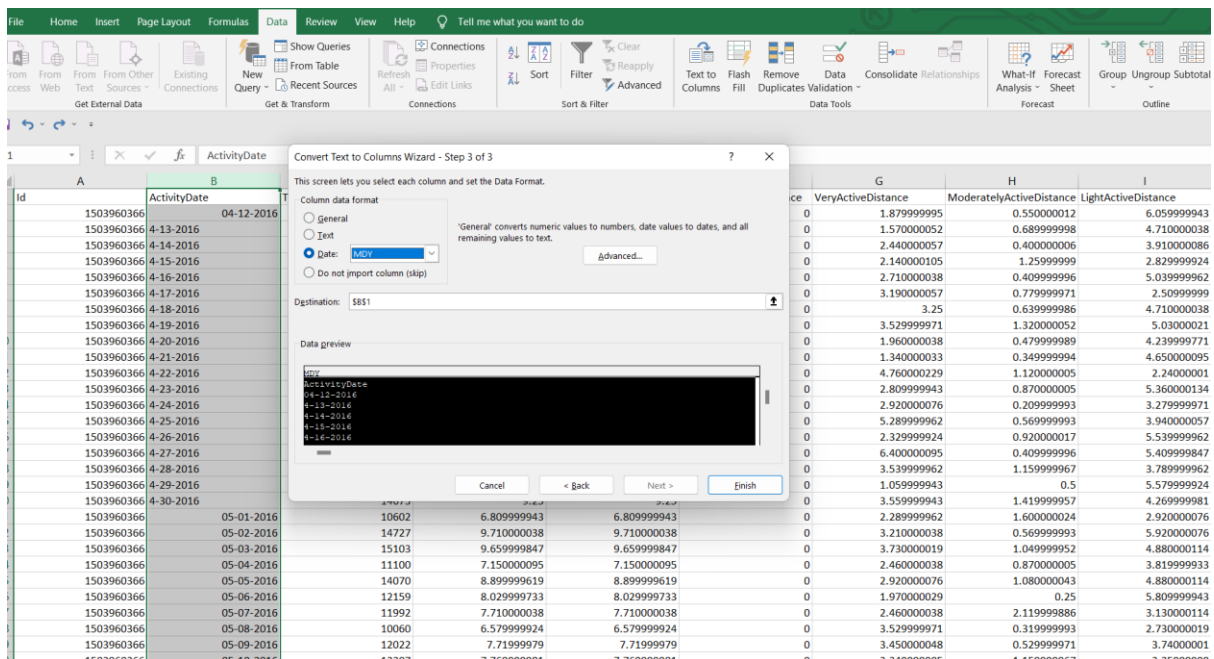 File Home Insert Page Layout Formulas Data Review View Help Tell me what you want to do
Show Queries Connections Clear
From Table Properties Reapply
Recent Sources Edit Links Advanced
From From From From Other Existing New Refresh Sort Filter Text to Flash Remove Data Consolidate Relationships What-If Forecast Group Ungroup Subtotal
Web Text Sources Connections Query All Columns Fill Duplicates Validation Analysis Sheet
Get External Data Get & Transform Connections Sort & Filter Data Tools Forecast Outline
1 fx ActivityDate
Convert Text to Columns Wizard - Step 3 of 3 ? ×
This screen lets you select each column and set the Data Format.
Column data format
General
Text
Date: MDY
Do not import column (skip)
'General' converts numeric values to numbers, date values to dates, and all
remaining values to text.
Advanced...
Destination: $B$1
Data preview
MDY
ActivityDate
04-12-2016
4-13-2016
4-14-2016
4-15-2016
4-16-2016
Cancel < Back Next > Finish
A B G H I
Id ActivityDate T ce VeryActiveDistance ModeratelyActiveDistance LightActiveDistance
1503960366 04-12-2016 0 1.879999995 0.550000012 6.059999943
1503960366 4-13-2016 0 1.570000052 0.689999998 4.710000038
1503960366 4-14-2016 0 2.440000057 0.400000006 3.910000086
1503960366 4-15-2016 0 2.140000105 1.25999999 2.829999924
1503960366 4-16-2016 0 2.710000038 0.409999996 5.039999962
1503960366 4-17-2016 0 3.190000057 0.779999971 2.50999999
1503960366 4-18-2016 0 3.25 0.639999986 4.710000038
1503960366 4-19-2016 0 3.529999971 1.320000052 5.03000021
1503960366 4-20-2016 0 1.960000038 0.479999989 4.239999771
1503960366 4-21-2016 0 1.340000033 0.349999994 4.650000095
1503960366 4-22-2016 0 4.760000229 1.120000005 2.24000001
1503960366 4-23-2016 0 2.809999943 0.870000005 5.360000134
1503960366 4-24-2016 0 2.920000076 0.209999993 3.279999971
1503960366 4-25-2016 0 5.289999962 0.569999993 3.940000057
1503960366 4-26-2016 0 2.329999924 0.920000017 5.539999962
1503960366 4-27-2016 0 6.400000095 0.409999996 5.409999847
1503960366 4-28-2016 0 3.539999962 1.159999967 3.789999962
1503960366 4-29-2016 0 1.059999943 0.5 5.579999924
1503960366 4-30-2016 0 3.559999943 1.419999957 4.269999981
1503960366 05-01-2016 10602 6.809999943 6.809999943 0 2.289999962 1.600000024 2.920000076
1503960366 05-02-2016 14727 9.710000038 9.710000038 0 3.210000038 0.569999993 5.920000076
1503960366 05-03-2016 15103 9.659999847 9.659999847 0 3.730000019 1.049999952 4.880000114
1503960366 05-04-2016 11100 7.150000095 7.150000095 0 2.460000038 0.870000005 3.819999933
1503960366 05-05-2016 14070 8.899999619 8.899999619 0 2.920000076 1.080000043 4.880000114
1503960366 05-06-2016 12159 8.029999733 8.029999733 0 1.970000029 0.25 5.809999943
1503960366 05-07-2016 11992 7.710000038 7.710000038 0 2.460000038 2.119999886 3.130000114
1503960366 05-08-2016 10060 6.579999924 6.579999924 0 3.529999971 0.319999993 2.730000019
1503960366 05-09-2016 12022 7.71999979 7.71999979 0 3.450000048 0.529999971 3.74000001